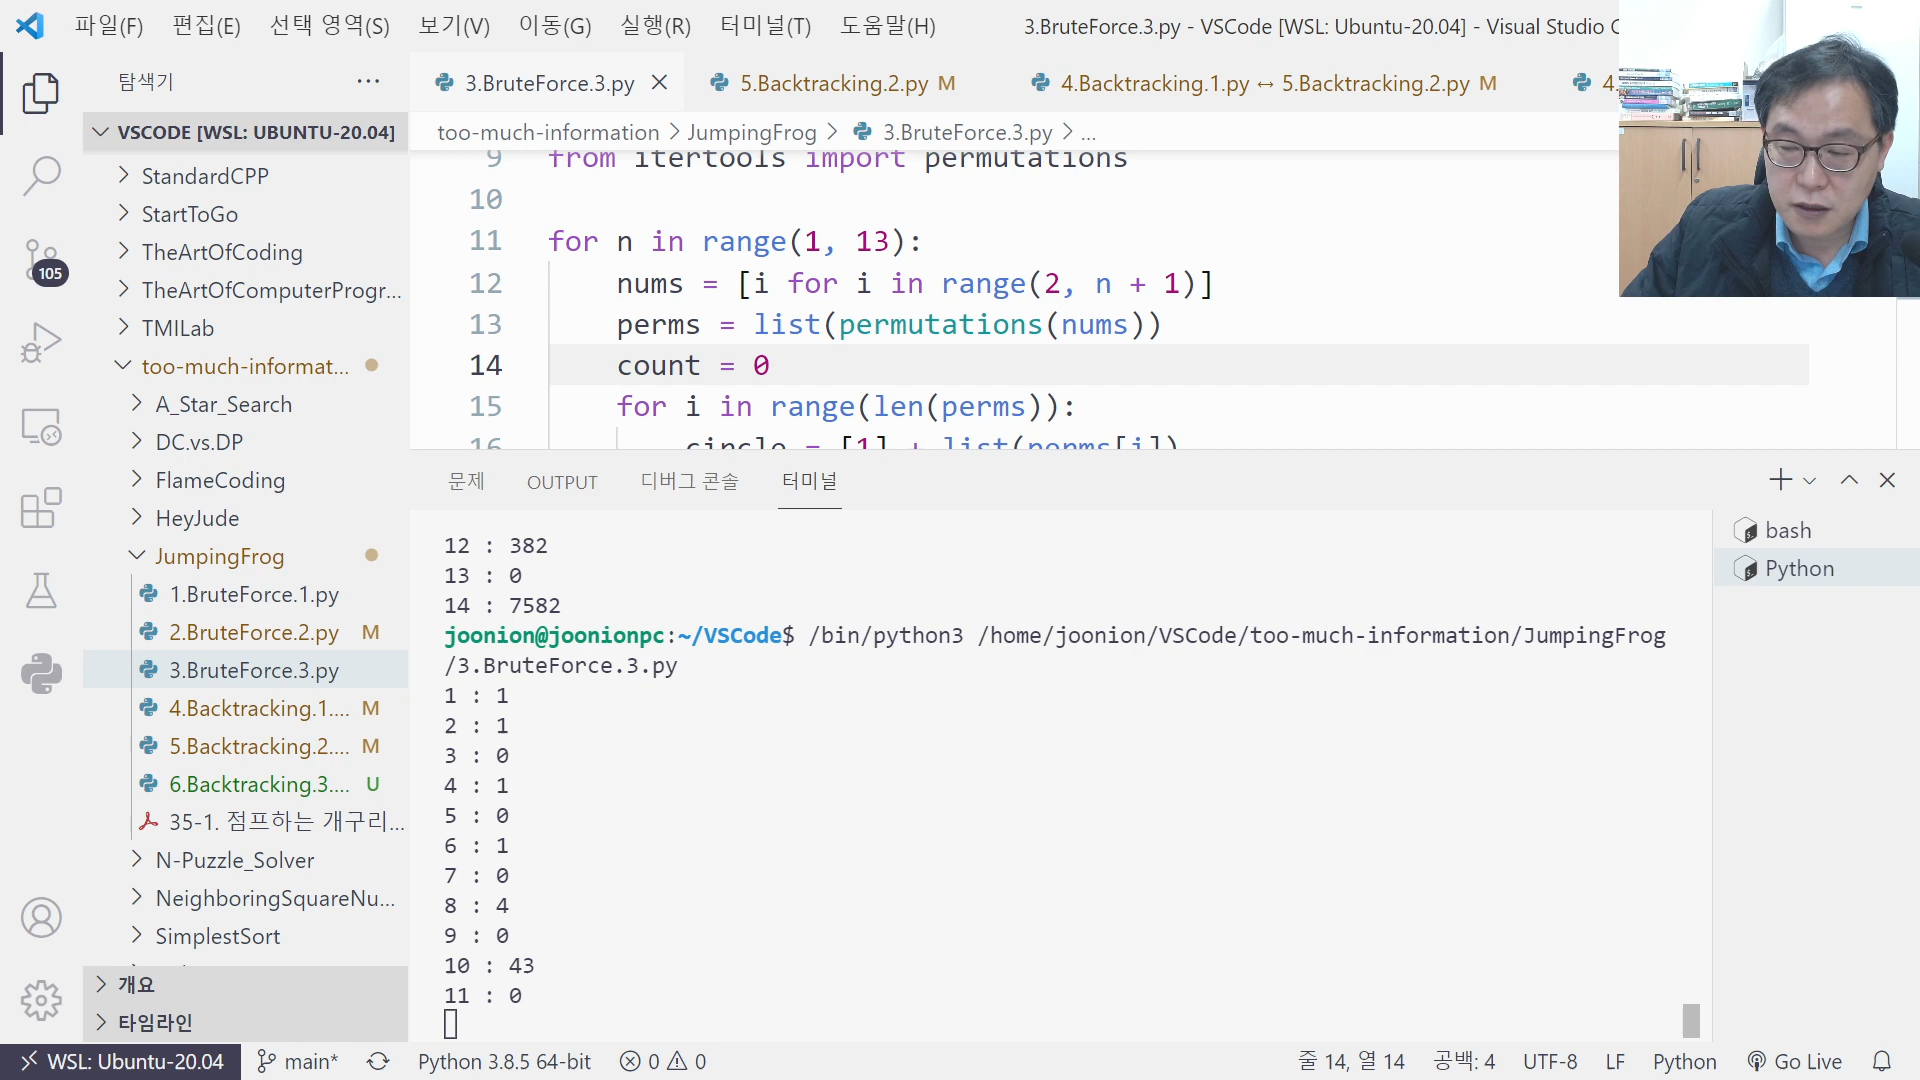 파일(F) 편집(E) 선택 영역(S) 보기(V) 이동(G) 실행(R) 터미널(T) 도움말(H) 3.BruteForce.3.py - VSCode [WSL: Ubuntu-20.04] - Visual Studio
탐색기 ...
3.BruteForce.3.py 5.Backtracking.2.py M 4.Backtracking.1.py ↔ 5.Backtracking.2.py M 4.
VSCODE [WSL: UBUNTU-20.04]
too-much-information > JumpingFrog > 3.BruteForce.3.py > ...
StandardCPP
StartToGo
TheArtOfCoding
TheArtOfComputerProgr...
TMILab
too-much-informat...
A_Star_Search
DC.vs.DP
FlameCoding
HeyJude
JumpingFrog
1.BruteForce.1.py
2.BruteForce.2.py M
3.BruteForce.3.py
4.Backtracking.1.... M
5.Backtracking.2.... M
6.Backtracking.3.... U
35-1. 점프하는 개구리...
N-Puzzle_Solver
NeighboringSquareNu...
SimplestSort
개요
타임라인
105
9 from itertools import permutations
10
11 for n in range(1, 13):
12 nums = [i for i in range(2, n + 1)]
13 perms = list(permutations(nums))
14 count = 0
15 for i in range(len(perms)):
16 circle = [1] + list(perms[i])
문제 OUTPUT 디버그 콘솔 터미널
bash
Python
12 : 382
13 : 0
14 : 7582
joonion@joonionpc:~/VSCode$ /bin/python3 /home/joonion/VSCode/too-much-information/JumpingFrog
/3.BruteForce.3.py
1 : 1
2 : 1
3 : 0
4 : 1
5 : 0
6 : 1
7 : 0
8 : 4
9 : 0
10 : 43
11 : 0
WSL: Ubuntu-20.04 main* Python 3.8.5 64-bit 0 0 줄 14, 열 14 공백: 4 UTF-8 LF Python Go Live